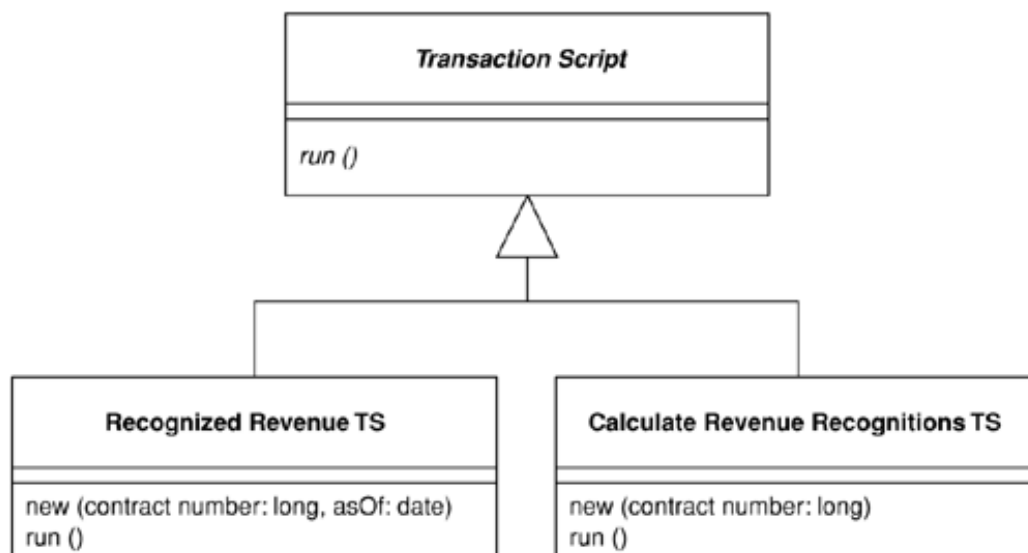 Transaction Script
run ()
Recognized Revenue TS
new (contract number: long, asOf: date)
run ()
Calculate Revenue Recognitions TS
new (contract number: long)
run ()